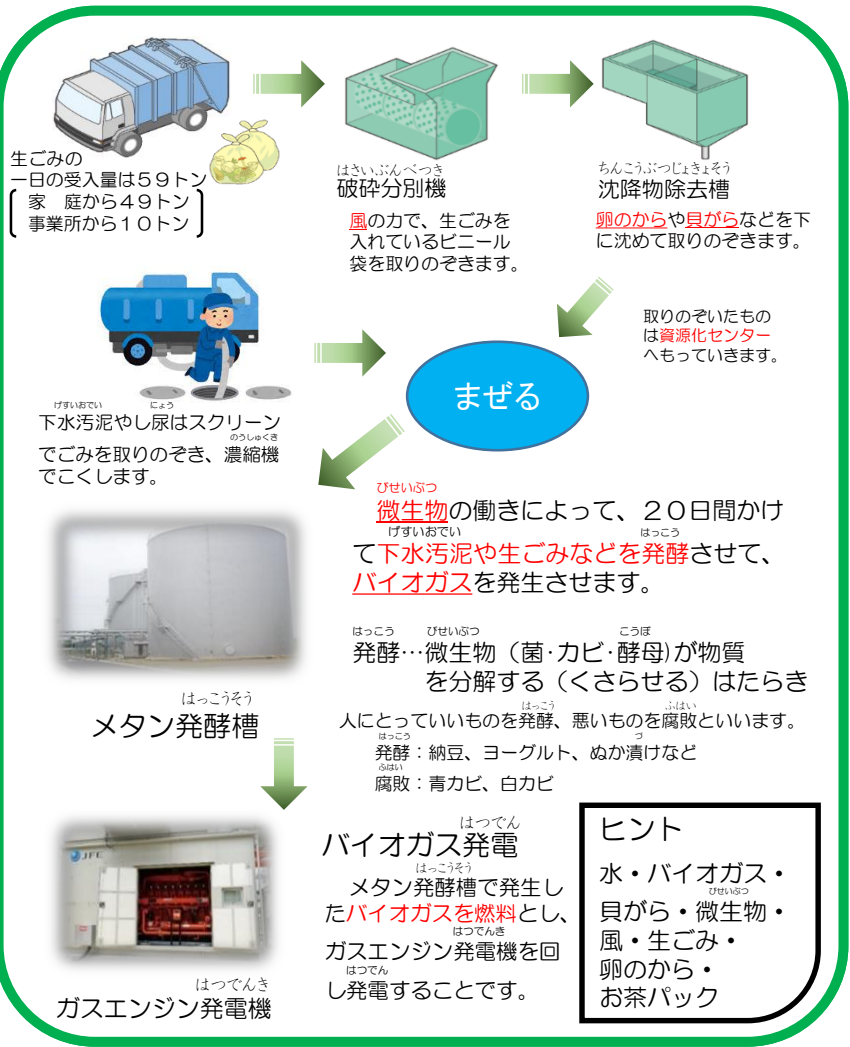 生ごみの
一日の受入量は５９トン
家　庭から４９トン
事業所から１０トン
はさいぶんべつき
破砕分別機
風の力で、生ごみを
入れているビニール
袋を取りのぞきます。
ちんこうぶつじょきょそう
沈降物除去槽
卵のからや貝がらなどを下
に沈めて取りのぞきます。
取りのぞいたもの
は資源化センター
へもっていきます。
げすいおでい　にょう
下水汚泥やし尿はスクリーン
のうしゅくき
でごみを取りのぞき、濃縮機
でこくします。
まぜる
びせいぶつ
微生物の働きによって、２０日間かけ
げすいおでい　はっこう
て下水汚泥や生ごみなどを発酵させて、
バイオガスを発生させます。
はっこう　びせいぶつ　こうぼ
発酵…微生物（菌･カビ･酵母)が物質
を分解する（くさらせる）はたらき
はっこう　ふはい
人にとっていいものを発酵、悪いものを腐敗といいます。
はっこう　づ
発酵：納豆、ヨーグルト、ぬか漬けなど
ふはい
腐敗：青カビ、白カビ
はっこうそう
メタン発酵槽
はつでん
バイオガス発電
はっこうそう
メタン発酵槽で発生し
たバイオガスを燃料とし、
はつでんき
ガスエンジン発電機を回
はつでん
し発電することです。
JFE
はつでんき
ガスエンジン発電機
ヒント
水・バイオガス・
びせいぶつ
貝がら・微生物・
風・生ごみ・
卵のから・
お茶パック